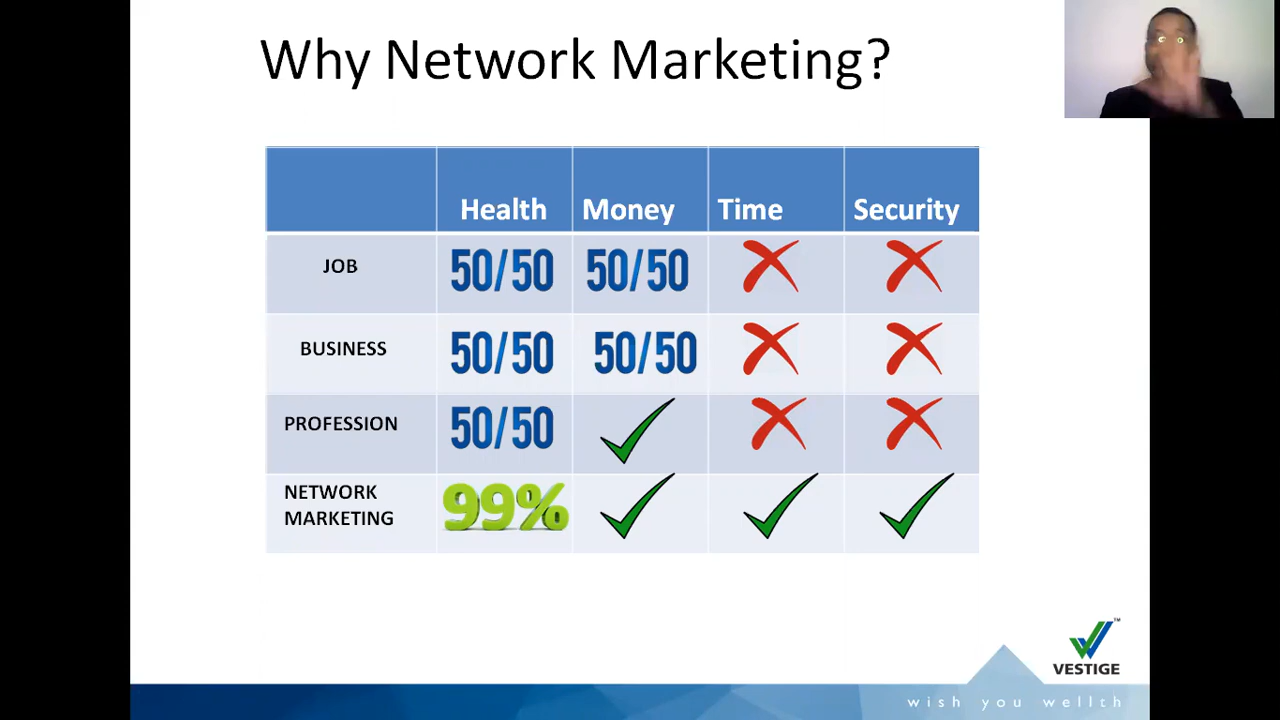 Why Network Marketing?
Health Money Time Security
JOB 50/50 50/50
BUSINESS 50/50 50/50
PROFESSION 50/50
NETWORK
MARKETING 99%
VESTIGE™
wish you wellth